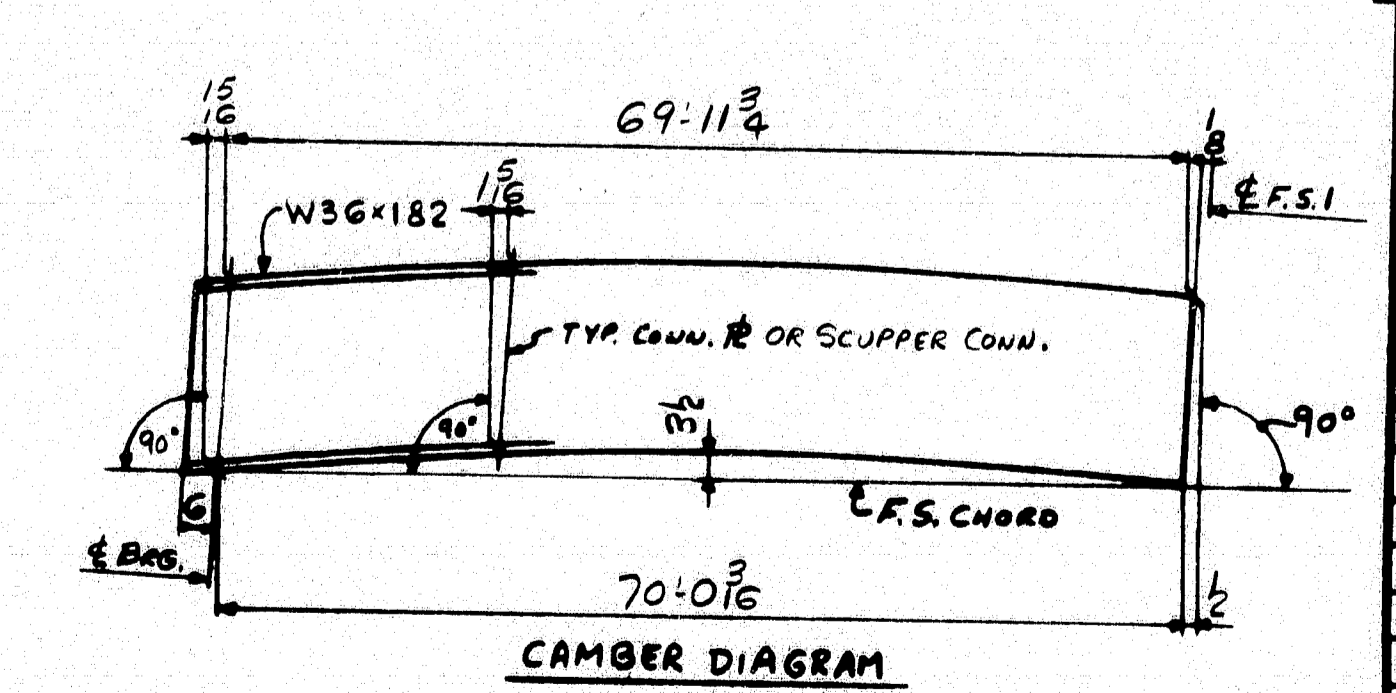 15/16
69'-11 3/4
1/8
1 5/16
₵ F.S.1
W36×182
TYP. CONN. ⅊ OR SCUPPER CONN.
3 1/2
90°
90°
90°
6
F.S. CHORD
₵ BRG.
70'-0 3/16
1/2
CAMBER DIAGRAM